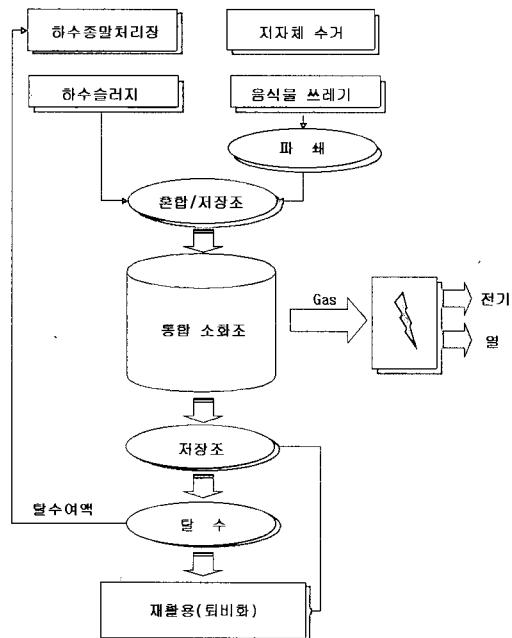 하수종말처리장
저자체 수거
하수슬러지
음식물 쓰레기
파 쇄
혼합/저장조
통합 소화조
Gas
전기
열
저장조
탈수여액
탈 수
재활용(퇴비화)